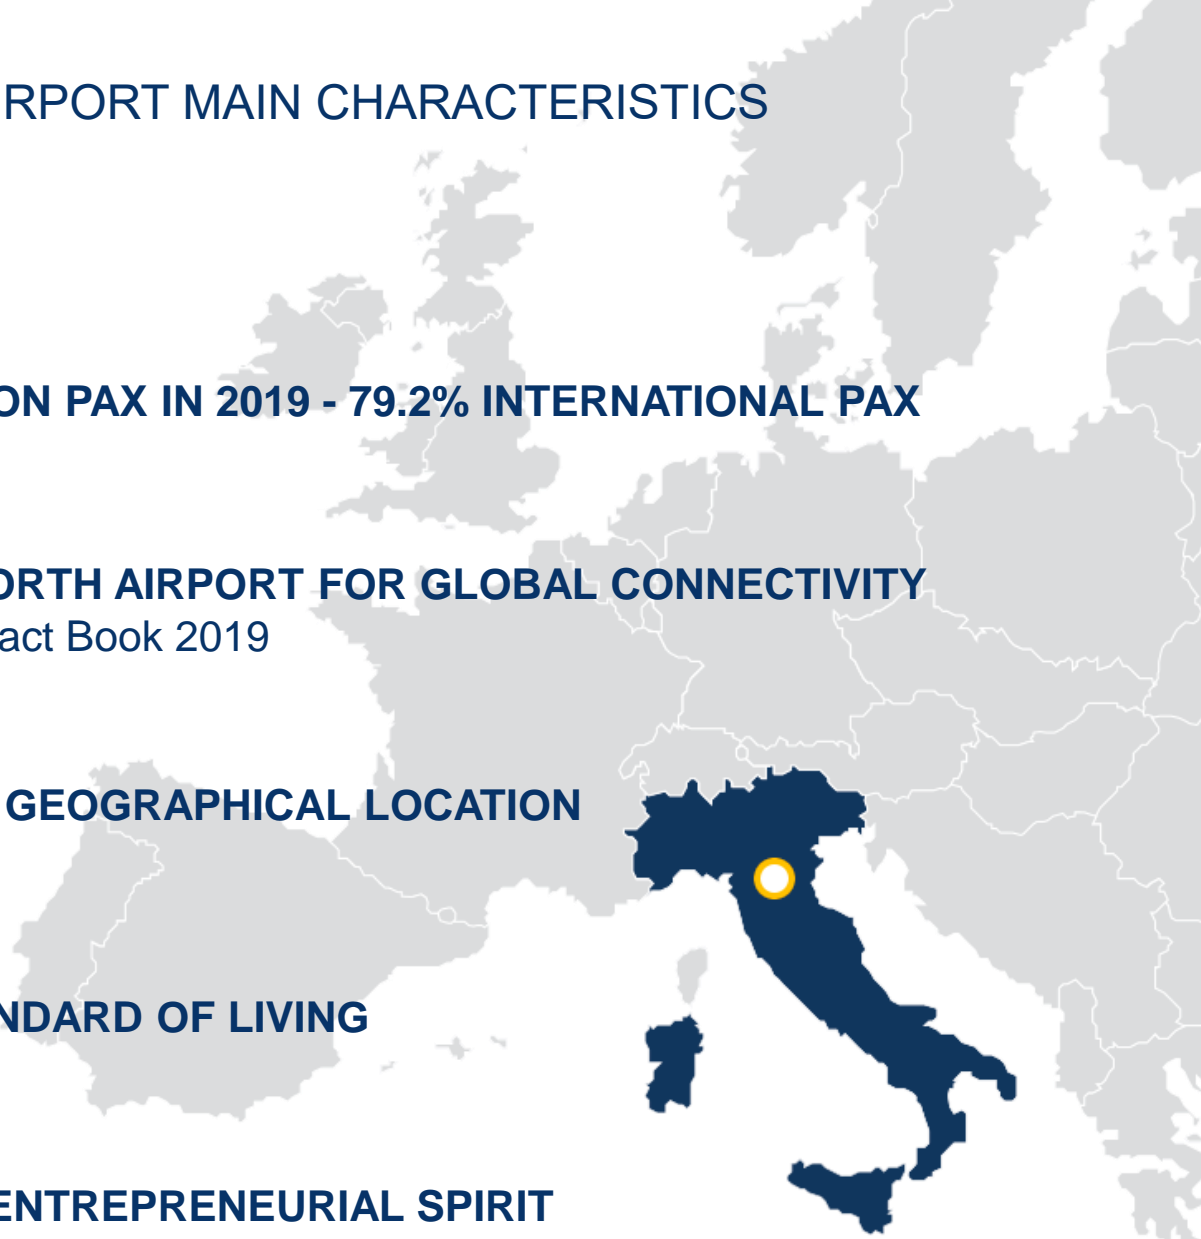 RPORT MAIN CHARACTERISTICS
ON PAX IN 2019 - 79.2% INTERNATIONAL PAX
ORTH AIRPORT FOR GLOBAL CONNECTIVITY
act Book 2019
GEOGRAPHICAL LOCATION
NDARD OF LIVING
ENTREPRENEURIAL SPIRIT